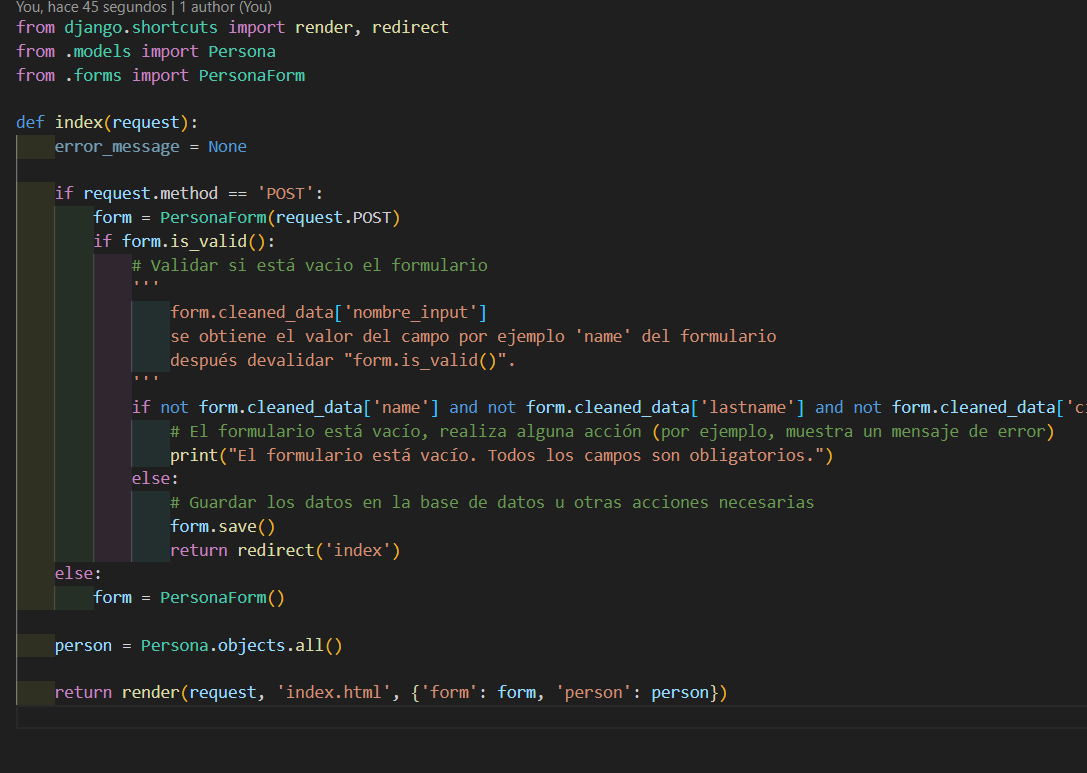 You, hace 45 segundos | 1 author (You)
from django.shortcuts import render, redirect
from .models import Persona
from .forms import PersonaForm
def index(request):
error_message = None
if request.method == 'POST':
form = PersonaForm(request.POST)
if form.is_valid():
# Validar si está vacio el formulario
'''
form.cleaned_data['nombre_input']
se obtiene el valor del campo por ejemplo 'name' del formulario
después devalidar "form.is_valid()".
'''
if not form.cleaned_data['name'] and not form.cleaned_data['lastname'] and not form.cleaned_data['c
# El formulario está vacío, realiza alguna acción (por ejemplo, muestra un mensaje de error)
print("El formulario está vacío. Todos los campos son obligatorios.")
else:
# Guardar los datos en la base de datos u otras acciones necesarias
form.save()
return redirect('index')
else:
form = PersonaForm()
person = Persona.objects.all()
return render(request, 'index.html', {'form': form, 'person': person})